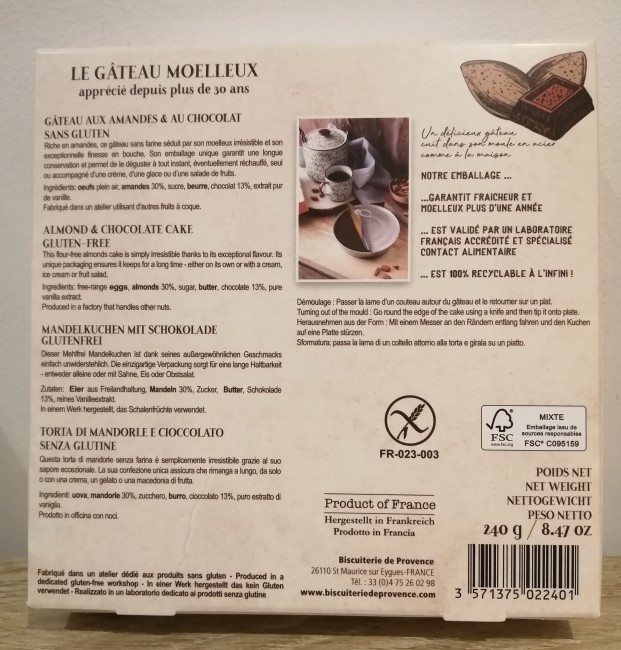 LE GÂTEAU MOELLEUX
apprécié depuis plus de 30 ans
GÂTEAU AUX AMANDES & AU CHOCOLAT
SANS GLUTEN
Riche en amandes, ce gâteau sans farine séduit par son moelleux irrésistible et son
exceptionnelle finesse en bouche. Son emballage unique garantit une longue
conservation et permet de le déguster à tout instant, éventuellement réchauffé, seul
ou accompagné d'une crème, d'une glace ou d'une salade de fruits.
Ingrédients: oeufs plein air, amandes 30%, sucre, beurre, chocolat 13%, extrait pur
de vanille.
Fabriqué dans un atelier utilisant d'autres fruits à coque.
ALMOND & CHOCOLATE CAKE
GLUTEN-FREE
This flour-free almonds cake is simply irresistible thanks to its exceptional flavour. Its
unique packaging ensures it keeps for a long time - either on its own or with a cream,
ice cream or fruit salad.
Ingredients: free-range eggs, almonds 30%, sugar, butter, chocolate 13%, pure
vanilla extract.
Produced in a factory that handles other nuts.
MANDELKUCHEN MIT SCHOKOLADE
GLUTENFREI
Dieser Mehlfrei Mandelkuchen ist dank seines außergewöhnlichen Geschmacks
einfach unwiderstehlich. Die einzigartige Verpackung sorgt für eine lange Haltbarkeit
- entweder alleine oder mit Sahne, Eis oder Obstsalat.
Zutaten: Eier aus Freilandhaltung, Mandeln 30%, Zucker, Butter, Schokolade
13%, reines Vanilleextrakt.
In einem Werk hergestellt, das Schalenfrüchte verwendet.
TORTA DI MANDORLE E CIOCCOLATO
SENZA GLUTINE
Questa torta di mandorle senza farina è semplicemente irresistibile grazie al suo
sapore eccezionale. La sua confezione unica assicura che rimanga a lungo, da solo
o con una crema, un gelato o una macedonia di frutta.
Ingredienti: uova, mandorle 30%, zucchero, burro, cioccolato 13%, puro estratto di
vaniglia.
Prodotto in officina con noci.
Fabriqué dans un atelier dédié aux produits sans gluten - Produced in a
dedicated gluten-free workshop - In einer Werk hergestellt das kein Gluten
verwendet - Realizzato in un laboratorio dedicato ai prodotti senza glutine
Un délicieux gâteau
cuit dans son moule en acier
comme à la maison ...
NOTRE EMBALLAGE ...
...GARANTIT FRAICHEUR ET
MOELLEUX PLUS D'UNE ANNÉE
... EST VALIDÉ PAR UN LABORATOIRE
FRANÇAIS ACCRÉDITÉ ET SPÉCIALISÉ
CONTACT ALIMENTAIRE
... EST 100% RECYCLABLE À L'INFINI !
Démoulage : Passer la lame d'un couteau autour du gâteau et le retourner sur un plat.
Turning out of the mould : Go round the edge of the cake using a knife and then tip it onto plate.
Herausnehmen aus der Form : Mit einem Messer an den Rändern entlang fahren und den Kuchen
auf eine Platte stürzen.
Sformatura: passa la lama di un coltello attorno alla torta e girala su un piatto.
FR-023-003
FSC
www.fsc.org
MIXTE
Emballage issu de
sources responsables
FSC® C095159
POIDS NET
NET WEIGHT
NETTOGEWICHT
PESO NETTO
240 g / 8.47 oz
Product of France
Hergestellt in Frankreich
Prodotto in Francia
Biscuiterie de Provence
26110 St Maurice sur Eygues-FRANCE
Tél. : 33 (0)4 75 26 02 98
www.biscuiteriedeprovence.com
3 571375 022401